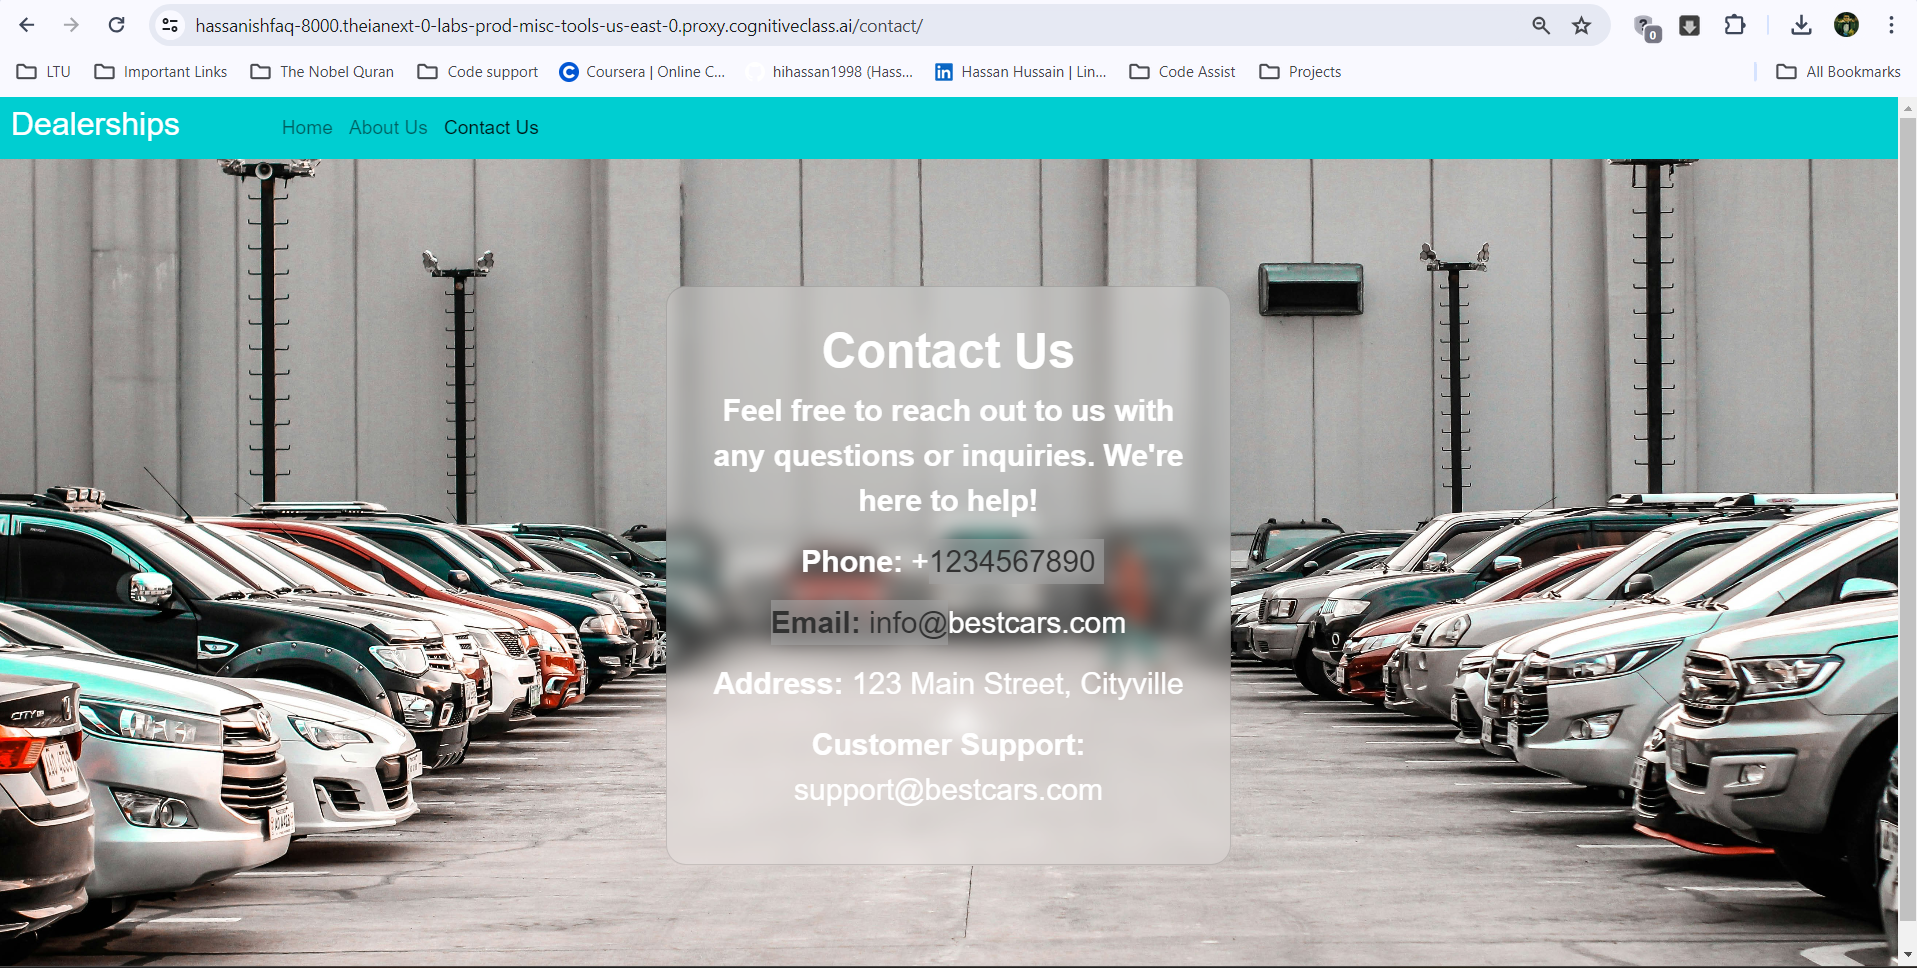 hassanishfaq-8000.theianext-0-labs-prod-misc-tools-us-east-0.proxy.cognitiveclass.ai/contact/
0
LTU Important Links The Nobel Quran Code support Coursera | Online C... hihassan1998 (Hass... Hassan Hussain | Lin... Code Assist Projects All Bookmarks
Dealerships Home About Us Contact Us
Contact Us
Feel free to reach out to us with
any questions or inquiries. We're
here to help!
Phone: +1234567890
Email: info@bestcars.com
Address: 123 Main Street, Cityville
Customer Support:
support@bestcars.com
CITY